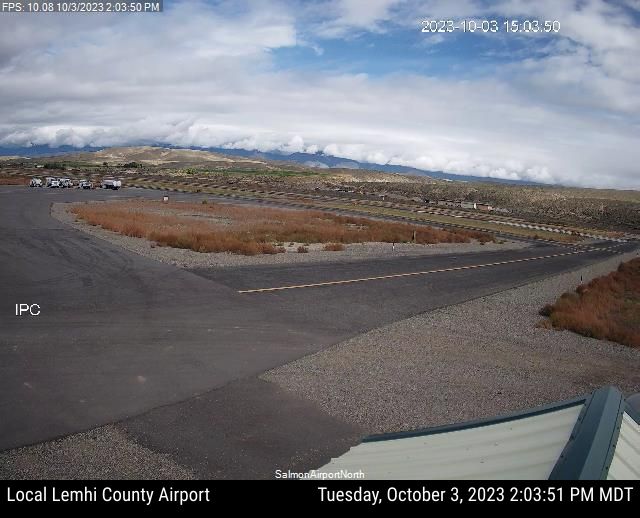 FPS: 10.08 10/3/2023 2:03:50 PM
2023-10-03 15:03:50
IPC
SalmonAirportNorth
Local Lemhi County Airport
Tuesday, October 3, 2023 2:03:51 PM MDT